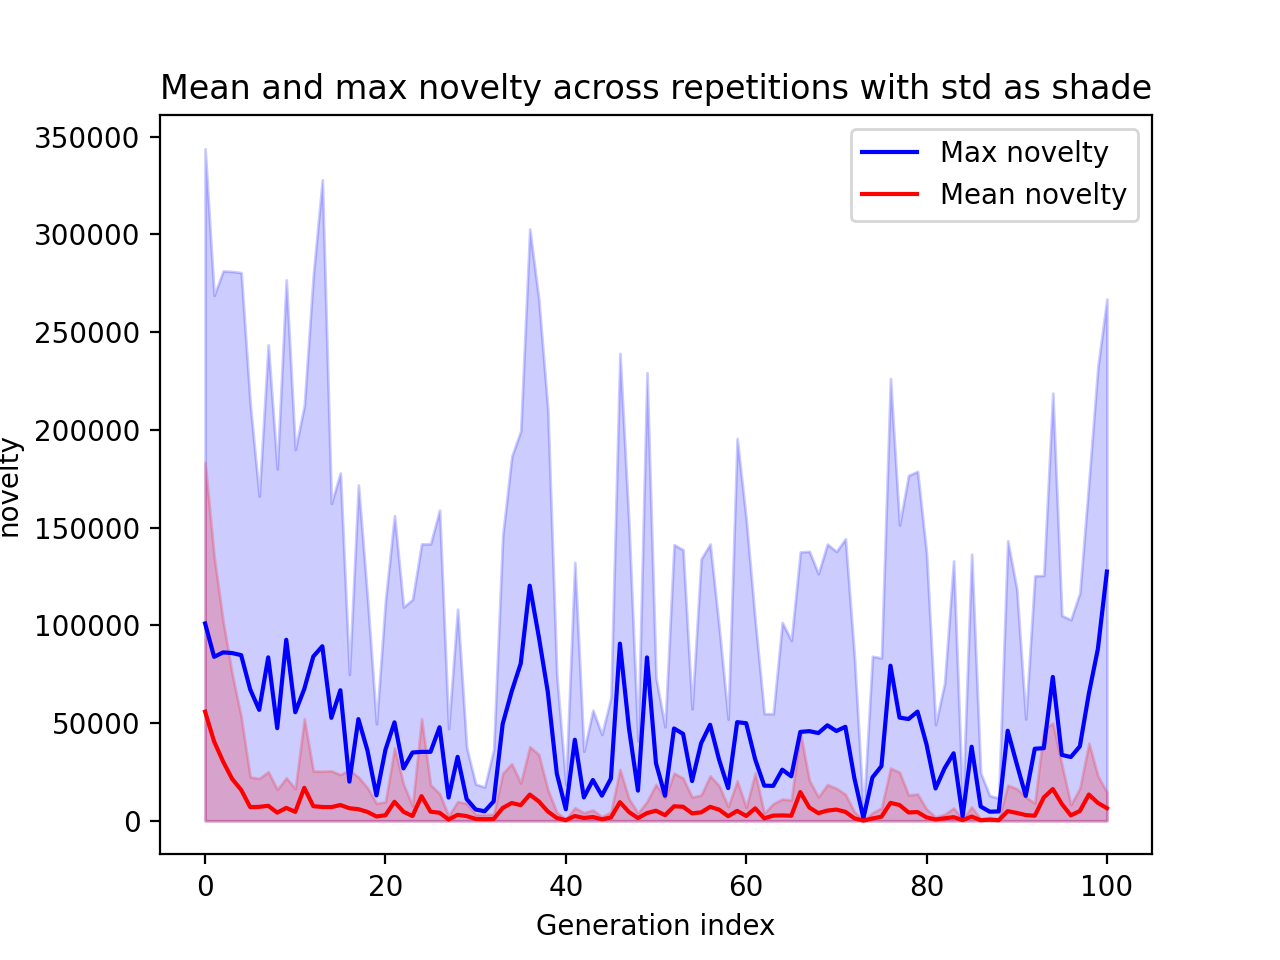 Mean and max novelty across repetitions with std as shade
350000
300000
250000
200000
150000
100000
50000
0
novelty
Max novelty
Mean novelty
0 20 40 60 80 100
Generation index